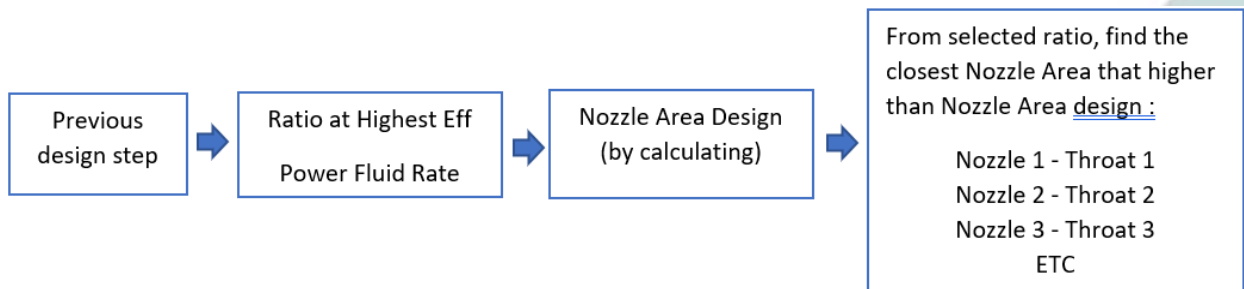 Previous
design step
Ratio at Highest Eff
Power Fluid Rate
Nozzle Area Design
(by calculating)
From selected ratio, find the
closest Nozzle Area that higher
than Nozzle Area design :
Nozzle 1 - Throat 1
Nozzle 2 - Throat 2
Nozzle 3 - Throat 3
ETC